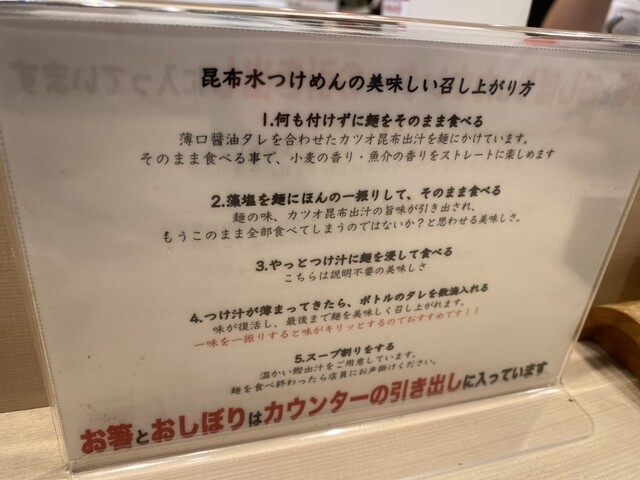 昆布水つけめんの美味しい召し上がり方
1.何も付けずに麺をそのまま食べる
薄口醤油タレを合わせたカツオ昆布出汁を麺にかけています。
そのまま食べる事で、小麦の香り・魚介の香りをストレートに楽しめます
2.藻塩を麺にほんの一振りして、そのまま食べる
麺の味、カツオ昆布出汁の旨味が引き出され、
もうこのまま全部食べてしまうのではないか?と思わせる美味しさ。
3.やっとつけ汁に麺を浸して食べる
こちらは説明不要の美味しさ
4.つけ汁が薄まってきたら、ボトルのタレを数滴入れる
味が復活し、最後まで麺を美味しく召し上がれます。
一味を一振りすると味がキリッとするのでおすすめです!!
5.スープ割りをする
温かい鰹出汁をご用意しています。
麺を食べ終わったら店員にお声掛けください。
お箸とおしぼりはカウンターの引き出しに入っています